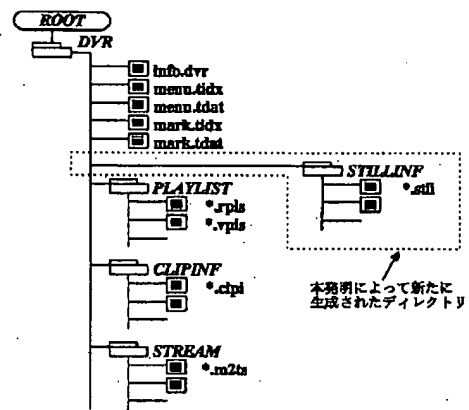 ROOT
DVR
info.dvr
menu.tidx
menu.tdat
mark.tidx
mark.tdat
STILLINF
*.still
PLAYLIST
*.rpls
*.vpls
本発明によって新たに
生成されたディレクトリ
CLIPINF
*.clpi
STREAM
*.m2ts